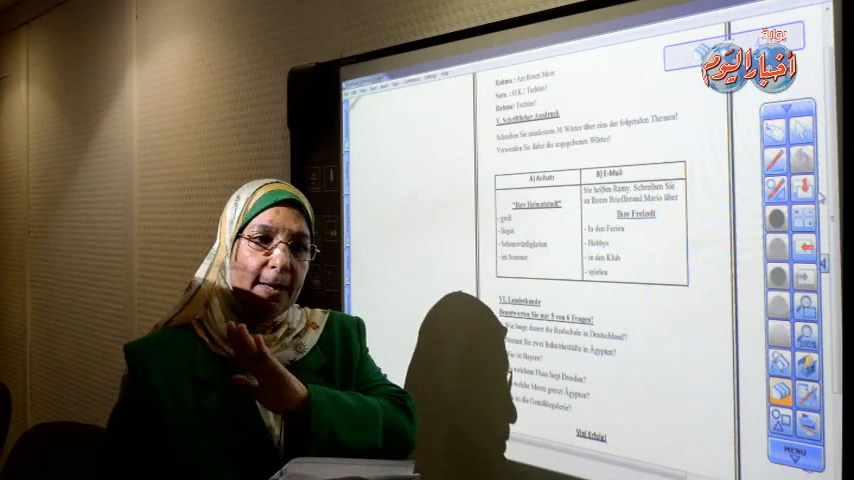 بوابة
أخبار اليوم
Rahma : Am Roten Meer.
Sara : O.K.! Tschüss!
Rahma: Tschüss!
V. Schriftlicher Ausdruck
Schreiben Sie mindestens 30 Wörter über eins der folgenden Themen!
Verwenden Sie dabei die angegebenen Wörter!
A) Aufsatz
"Ihre Heimatstadt"
- groß
- liegen
- Sehenswürdigkeiten
- im Sommer
B) E-Mail
Sie heißen Ramy. Schreiben Sie
an Ihrem Brieffreund Mario über
Ihre Freizeit
- In den Ferien
- Hobbys
- in den Klub
- spielen
VI. Landeskunde
Beantworten Sie nur 5 von 6 Fragen!
Wie lange dauert die Realschule in Deutschland?
Nennen Sie zwei Industriestädte in Ägypten?
ist Bayern?
welchem Fluss liegt Dresden?
welche Meere grenzt Ägypten?
ist die Gemäldegalerie?
Viel Erfolg!
100%
MENU